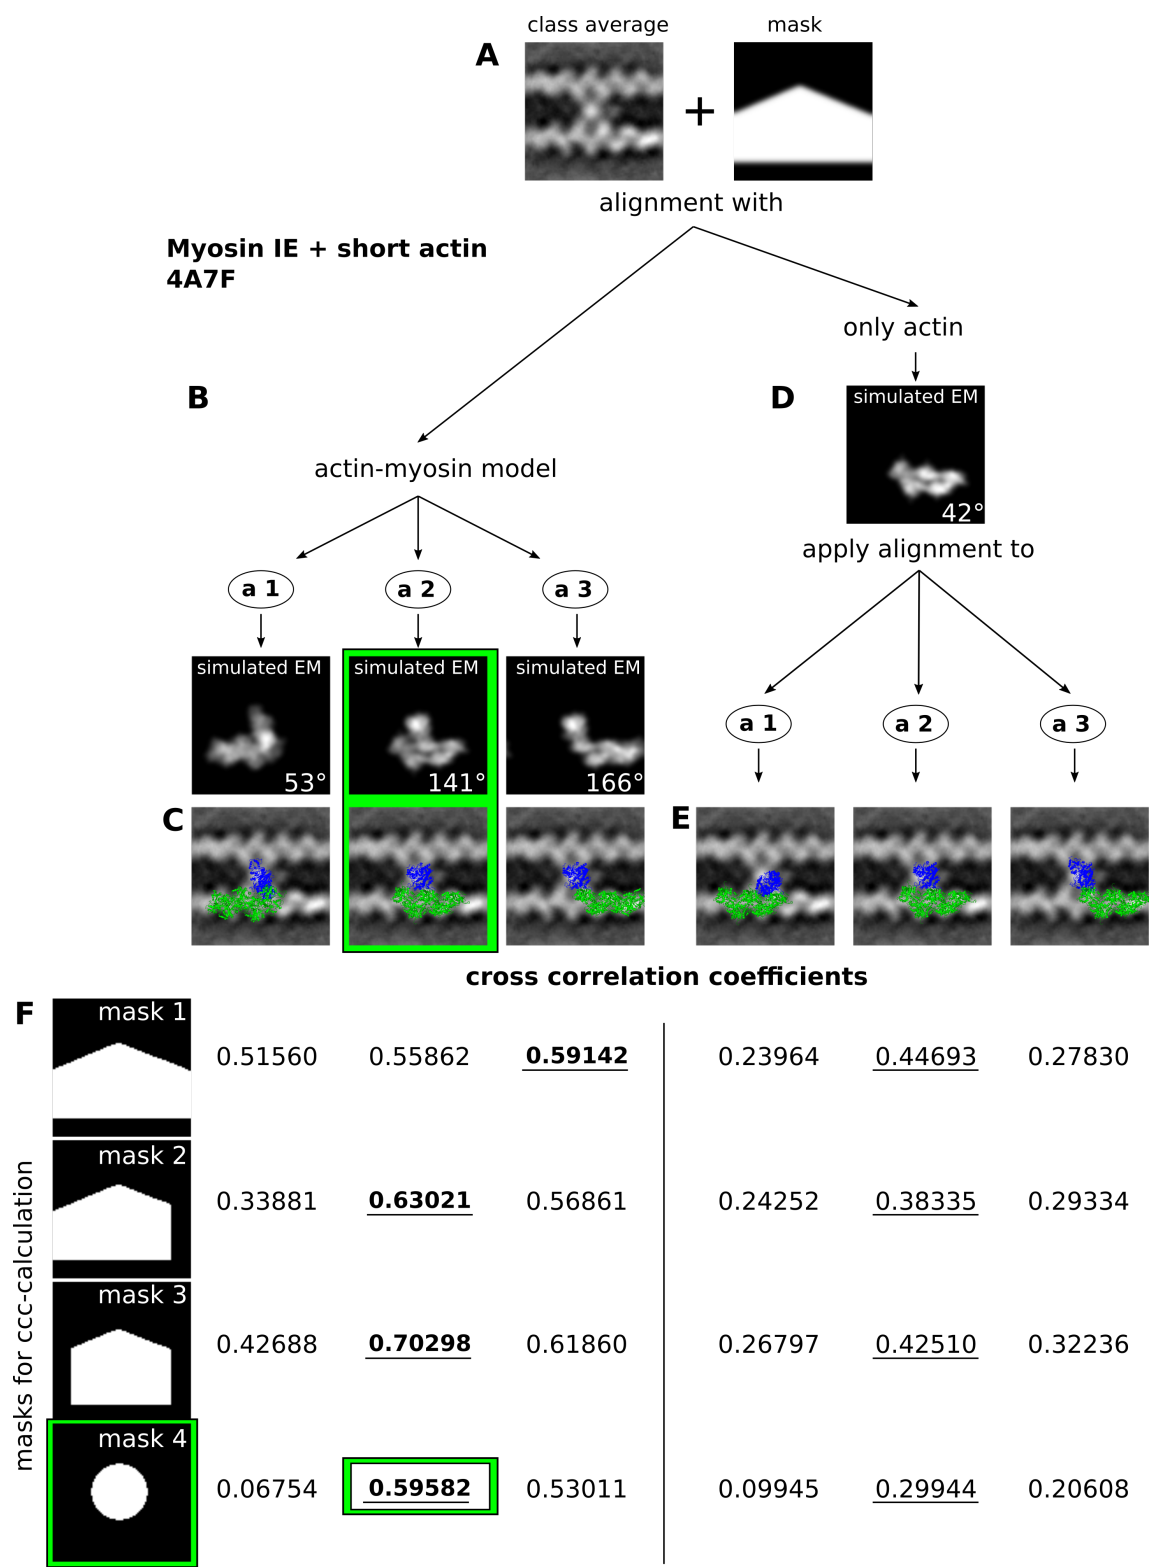 class average
mask
A
+
alignment with
Myosin IE + short actin
4A7F
only actin
B
D
simulated EM
42°
actin-myosin model
apply alignment to
a 1
a 2
a 3
simulated EM
simulated EM
simulated EM
53°
141°
166°
a 1
a 2
a 3
C
E
cross correlation coefficients
F
masks for ccc-calculation
mask 1
0.51560 0.55862 0.59142 0.23964 0.44693 0.27830
mask 2
0.33881 0.63021 0.56861 0.24252 0.38335 0.29334
mask 3
0.42688 0.70298 0.61860 0.26797 0.42510 0.32236
mask 4
0.06754 0.59582 0.53011 0.09945 0.29944 0.20608